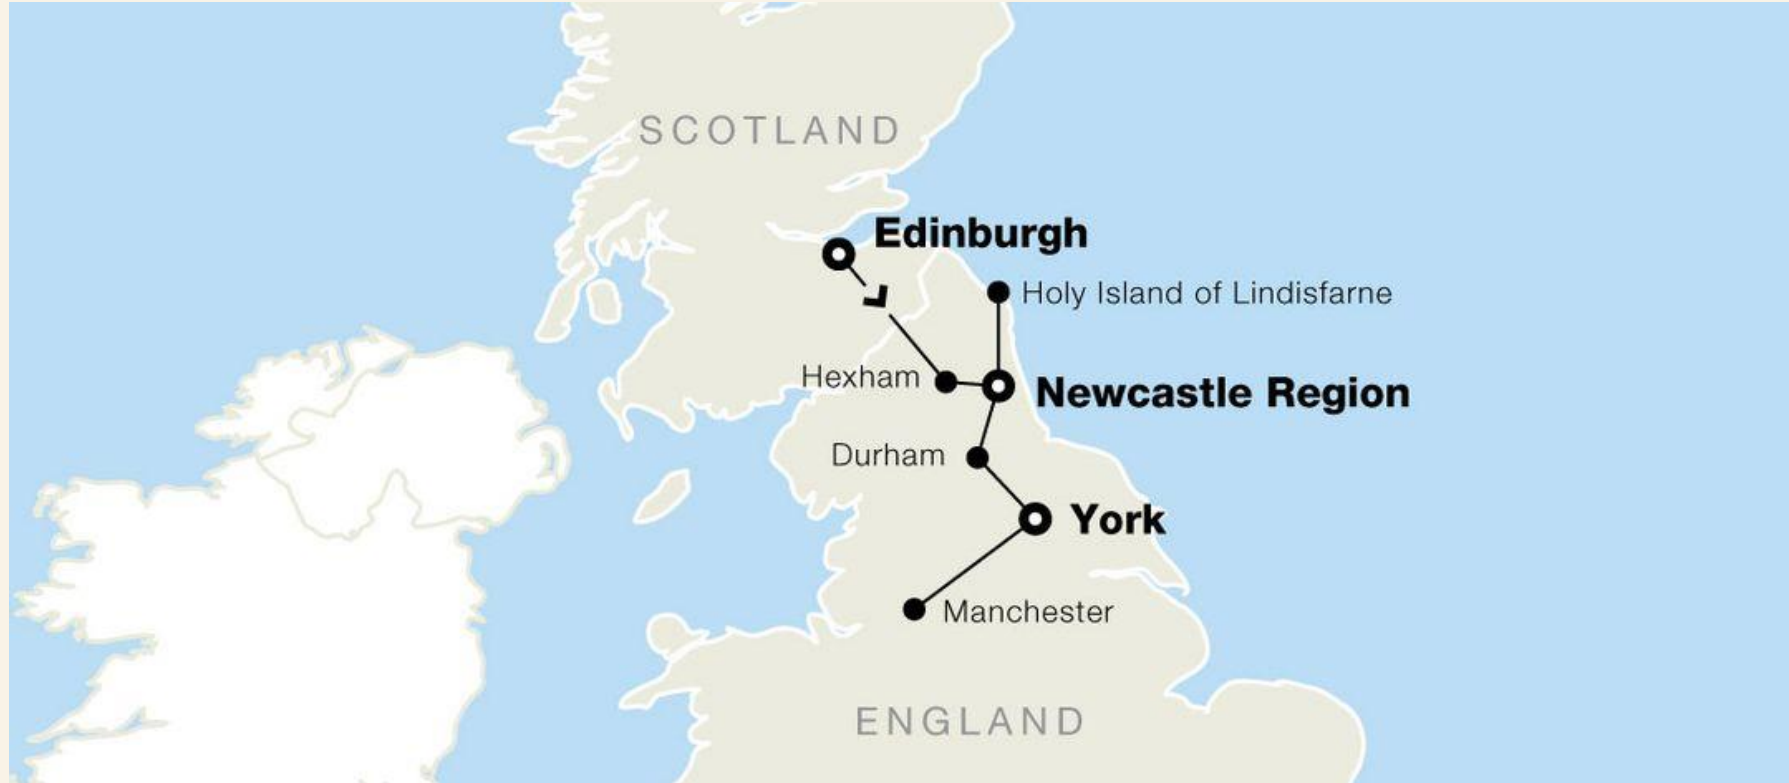 SCOTLAND
Edinburgh
Holy Island of Lindisfarne
Hexham
Newcastle Region
Durham
York
Manchester
ENGLAND